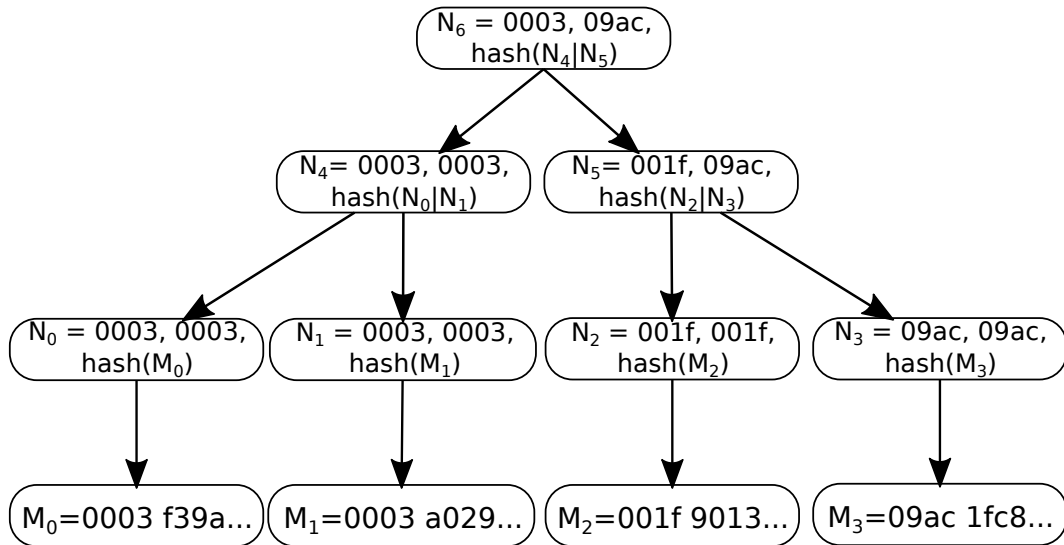 N₆ = 0003, 09ac,
hash(N₄|N₅)
N₄= 0003, 0003,
hash(N₀|N₁)
N₅= 001f, 09ac,
hash(N₂|N₃)
N₀ = 0003, 0003,
hash(M₀)
N₁ = 0003, 0003,
hash(M₁)
N₂ = 001f, 001f,
hash(M₂)
N₃ = 09ac, 09ac,
hash(M₃)
M₀=0003 f39a...
M₁=0003 a029...
M₂=001f 9013...
M₃=09ac 1fc8...